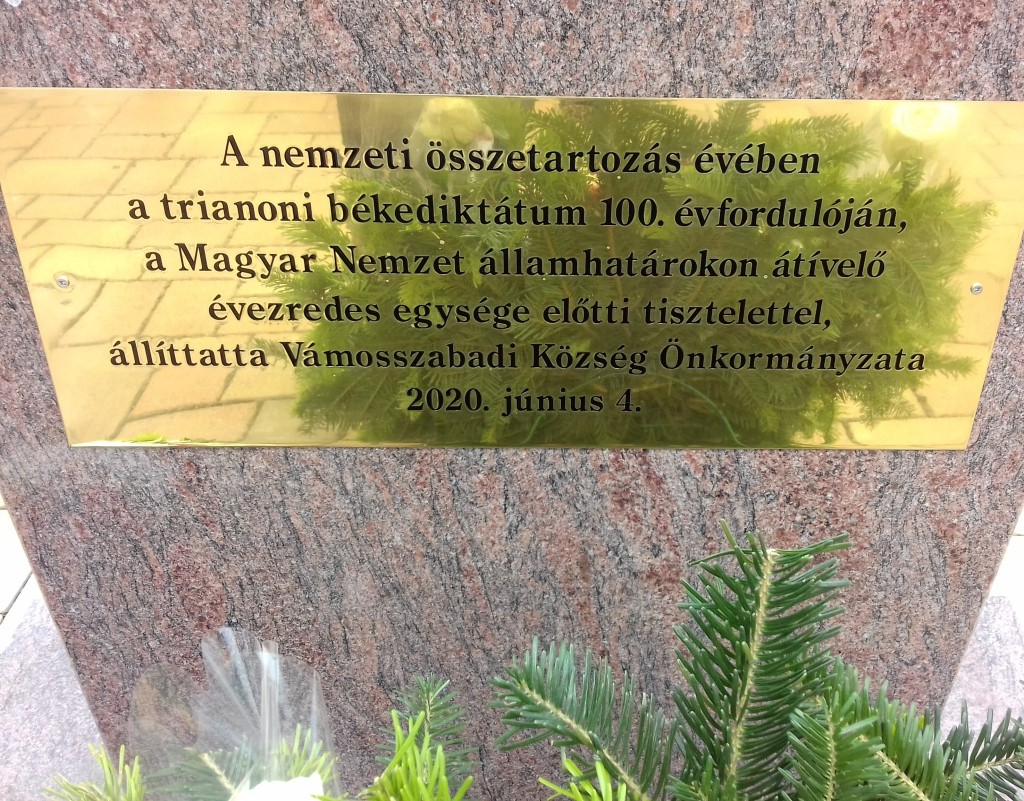 A nemzeti összetartozás évében
a trianoni békediktátum 100. évfordulóján,
a Magyar Nemzet államhatárokon átívelő
évezredes egysége előtti tisztelettel,
állíttatta Vámosszabadi Község Önkormányzata
2020. június 4.